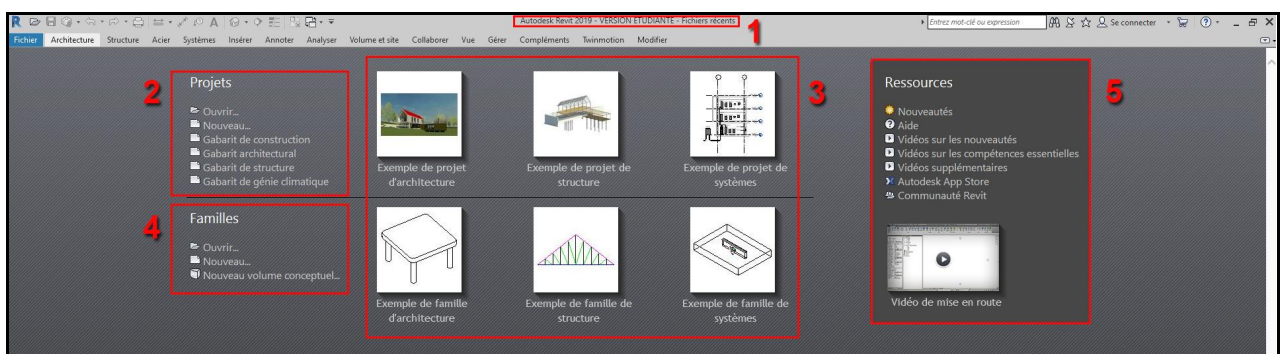 R A
Autodesk Revit 2019 - VERSION ETUDIANTE - Fichiers récents
Entrez mot-clé ou expression
Se connecter
?
Fichier Architecture Structure Acier Systèmes Insérer Annoter Analyser Volume et site Collaborer Vue Gérer Compléments Twinmotion Modifier
1
2
Projets
Ouvrir...
Nouveau...
Gabarit de construction
Gabarit architectural
Gabarit de structure
Gabarit de génie climatique
3
Exemple de projet
d'architecture
Exemple de projet de
structure
Exemple de projet de
systèmes
4
Familles
Ouvrir...
Nouveau...
Nouveau volume conceptuel...
Exemple de famille
d'architecture
Exemple de famille de
structure
Exemple de famille de
systèmes
5
Ressources
Nouveautés
Aide
Vidéos sur les nouveautés
Vidéos sur les compétences essentielles
Vidéos supplémentaires
Autodesk App Store
Communauté Revit
Vidéo de mise en route